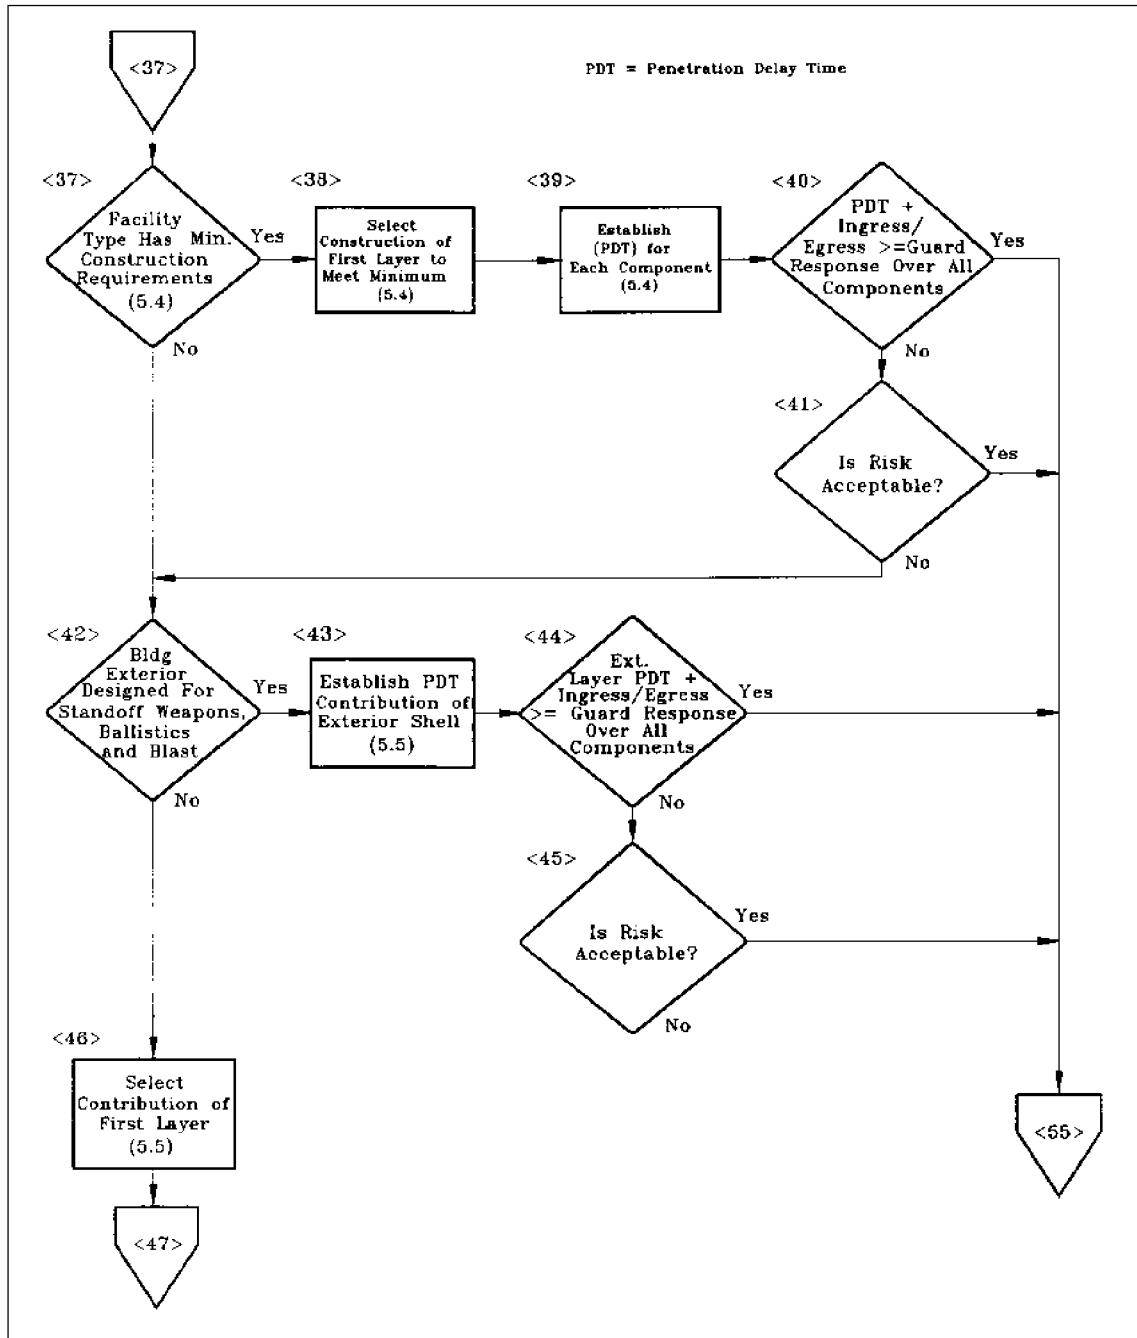 <37>
PDT = Penetration Delay Time
<37>
Facility
Type Has Min.
Construction
Requirements
(5.4)
Yes
No
<38>
Select
Construction of
First Layer to
Meet Minimum
(5.4)
<39>
Establish
(PDT) for
Each Component
(5.4)
<40>
PDT +
Ingress/
Egress >=Guard
Response Over All
Components
Yes
No
<41>
Is Risk
Acceptable?
Yes
No
<42>
Bldg
Exterior
Designed For
Standoff Weapons,
Ballistics
and Blast
Yes
No
<43>
Establish PDT
Contribution of
Exterior Shell
(5.5)
<44>
Ext.
Layer PDT +
Ingress/Egress
>= Guard Response
Over All
Components
Yes
No
<45>
Is Risk
Acceptable?
Yes
No
<46>
Select
Contribution of
First Layer
(5.5)
<47>
<55>